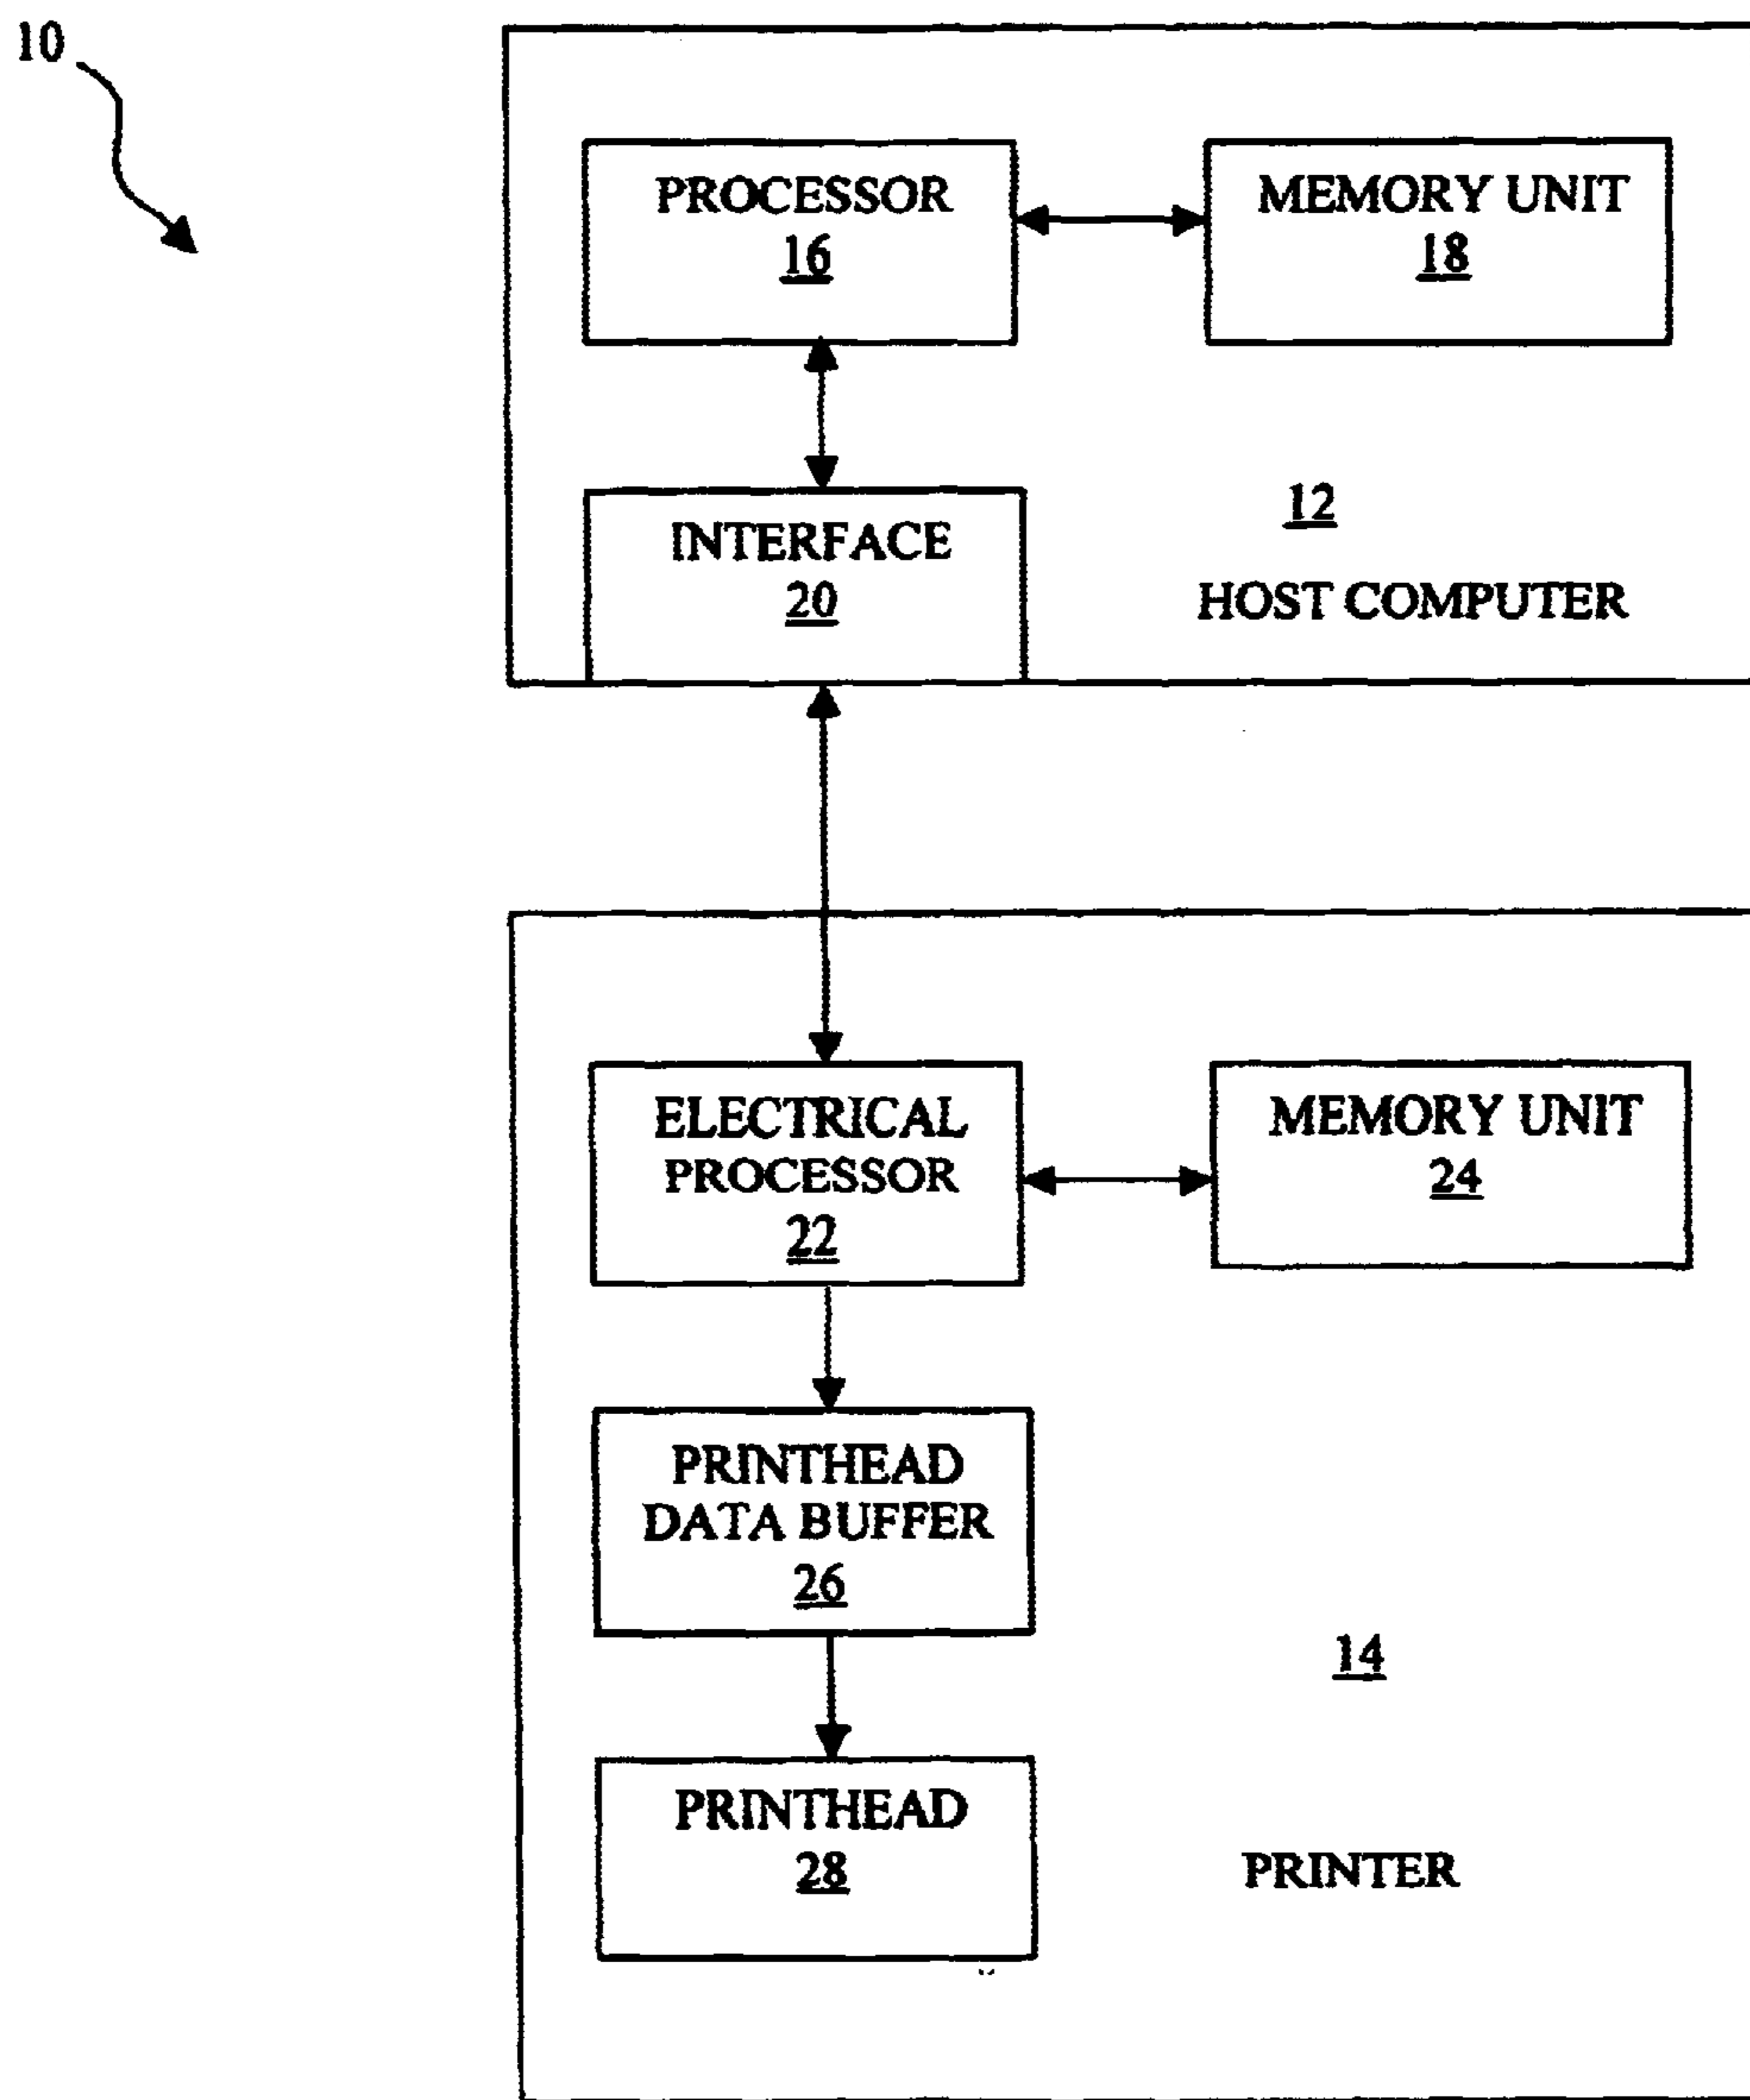 10
PROCESSOR
16
MEMORY UNIT
18
INTERFACE
20
12
HOST COMPUTER
ELECTRICAL
PROCESSOR
22
MEMORY UNIT
24
PRINTHEAD
DATA BUFFER
26
14
PRINTHEAD
28
PRINTER